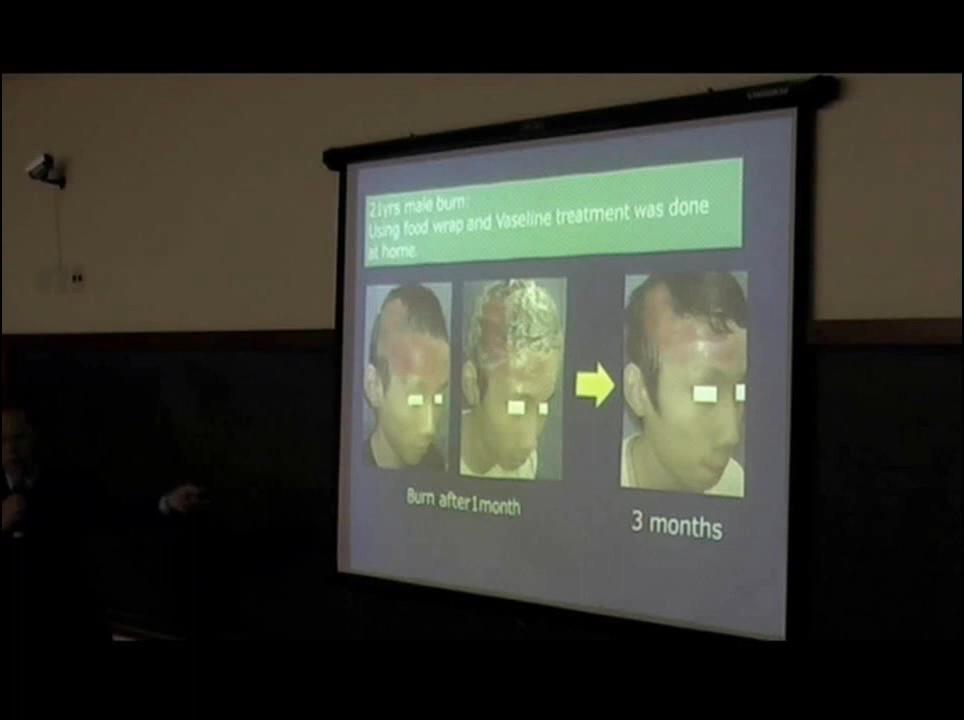 21yrs male burn:
Using food wrap and Vaseline treatment was done
at home.
Burn after1month
3 months